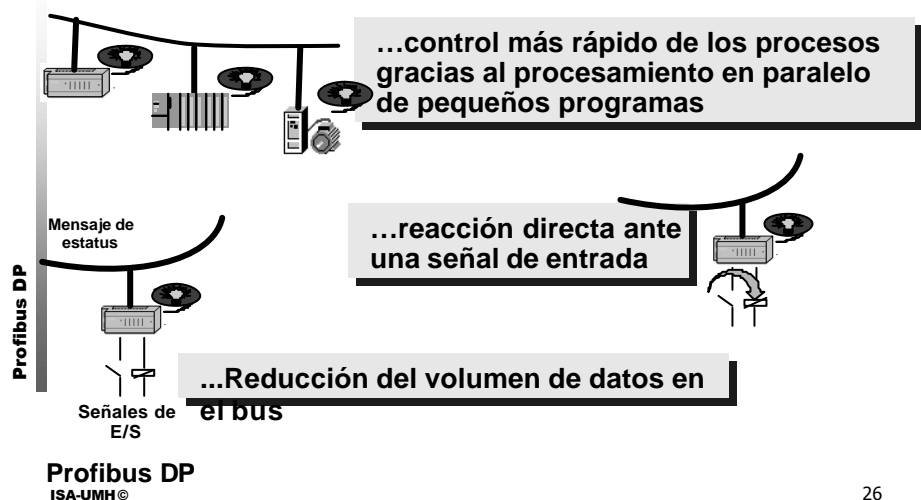 …control más rápido de los procesos
gracias al procesamiento en paralelo
de pequeños programas
Mensaje de
estatus
…reacción directa ante
una señal de entrada
Profibus DP
...Reducción del volumen de datos en
el bus
Señales de
E/S
Profibus DP
ISA-UMH ©
26